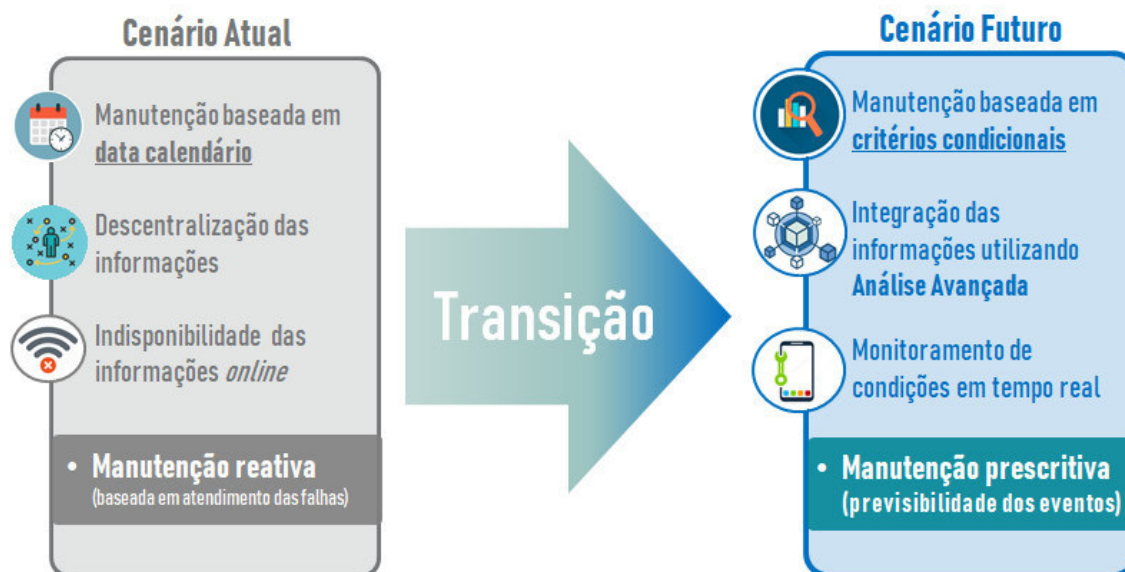 Cenário Atual
Manutenção baseada em
data calendário
Descentralização das
informações
Indisponibilidade das
informações online
• Manutenção reativa
(baseada em atendimento das falhas)
Transição
Cenário Futuro
Manutenção baseada em
critérios condicionais
Integração das
informações utilizando
Análise Avançada
Monitoramento de
condições em tempo real
• Manutenção prescritiva
(previsibilidade dos eventos)